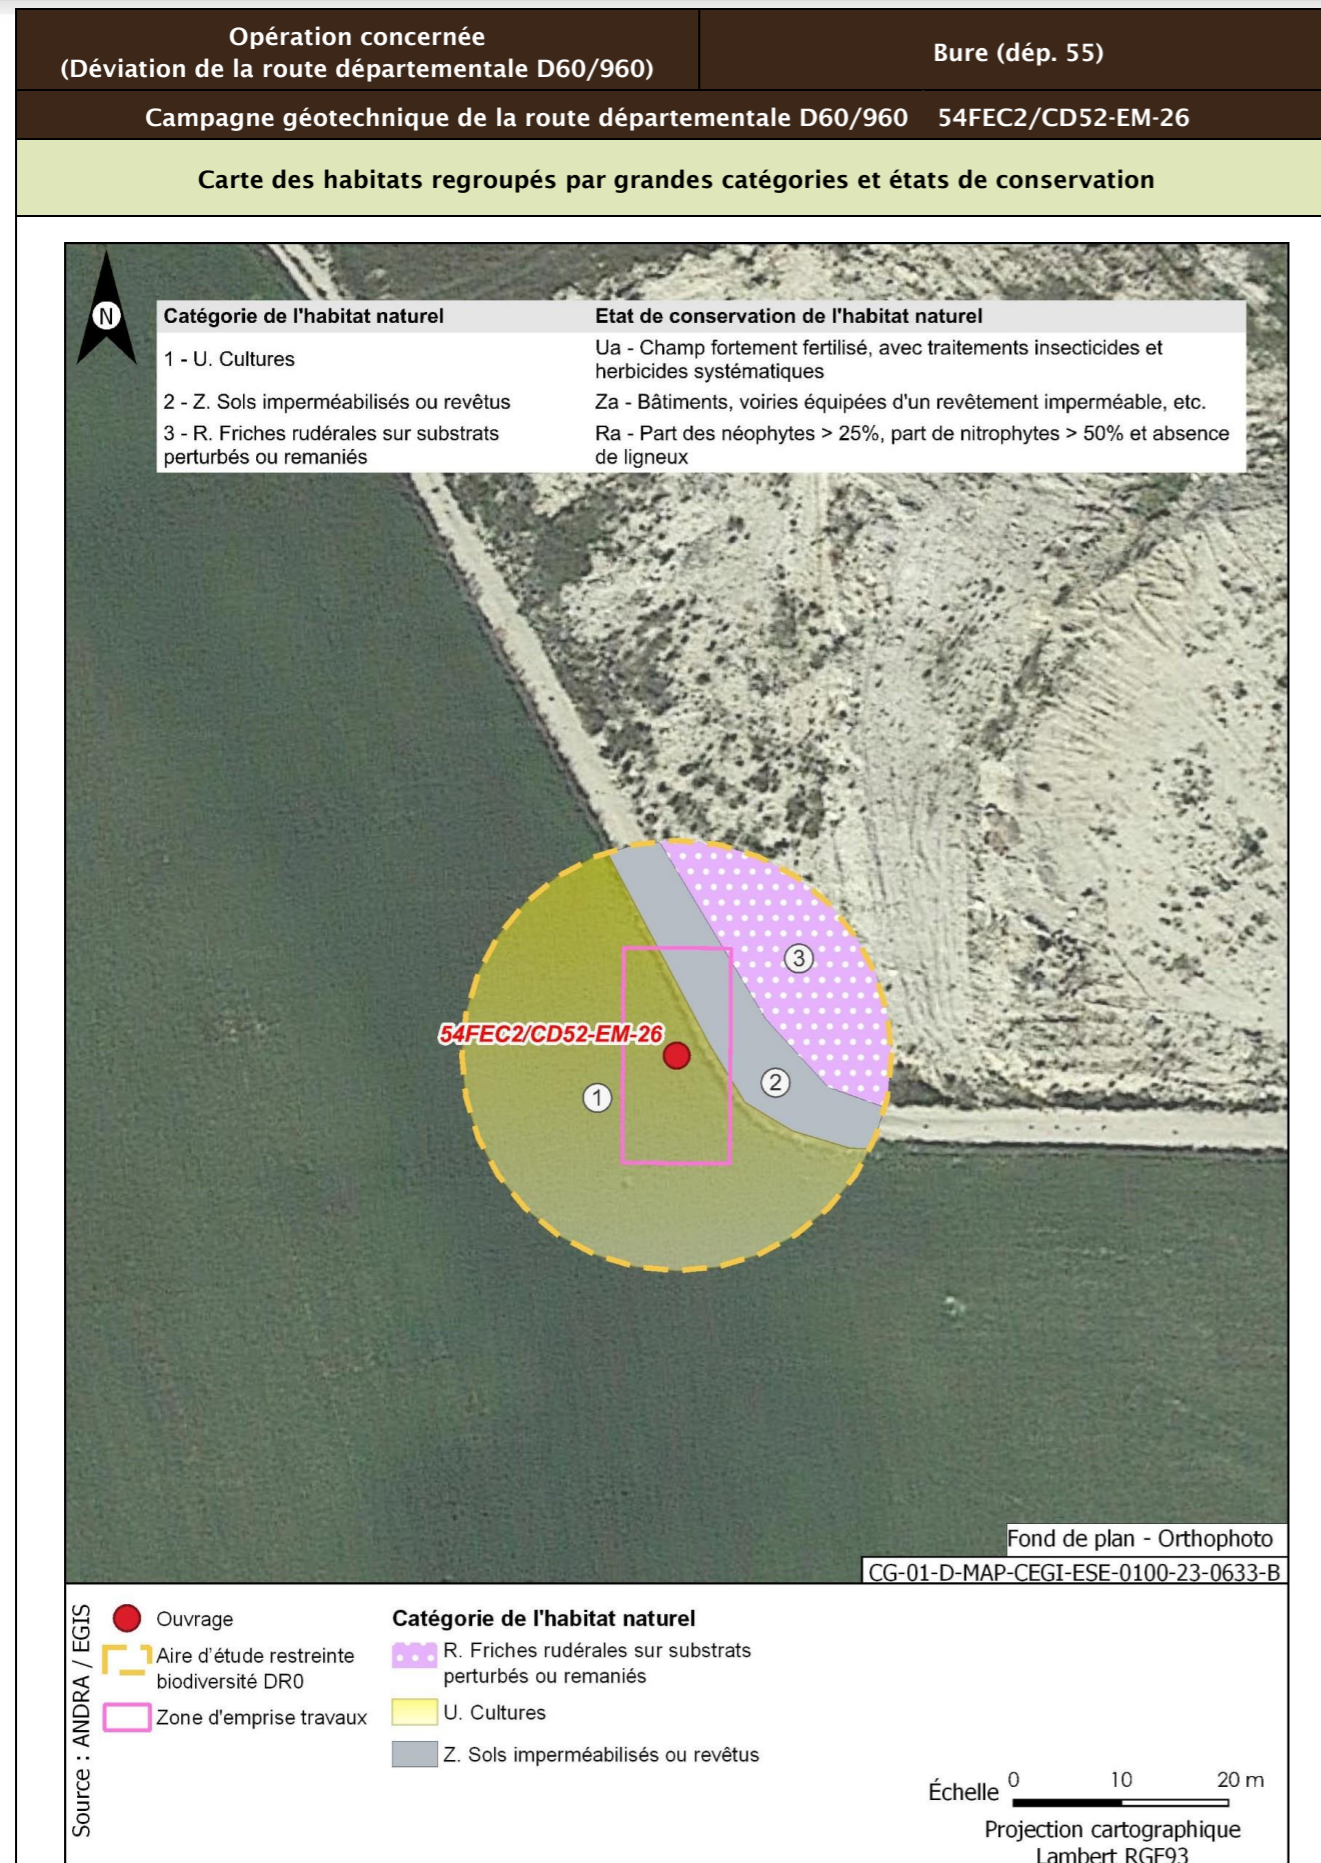 Opération concernée
(Déviation de la route départementale D60/960)
Bure (dép. 55)
Campagne géotechnique de la route départementale D60/960 54FEC2/CD52-EM-26
Carte des habitats regroupés par grandes catégories et états de conservation
N
Catégorie de l'habitat naturel
Etat de conservation de l'habitat naturel
1 - U. Cultures
Ua - Champ fortement fertilisé, avec traitements insecticides et
herbicides systématiques
2 - Z. Sols imperméabilisés ou revêtus
Za - Bâtiments, voiries équipées d'un revêtement imperméable, etc.
3 - R. Friches rudérales sur substrats
perturbés ou remaniés
Ra - Part des néophytes > 25%, part de nitrophytes > 50% et absence
de ligneux
3
54FEC2/CD52-EM-26
2
1
Fond de plan - Orthophoto
CG-01-D-MAP-CEGI-ESE-0100-23-0633-B
Source : ANDRA / EGIS
Ouvrage
Aire d'étude restreinte
biodiversité DR0
Zone d'emprise travaux
Catégorie de l'habitat naturel
R. Friches rudérales sur substrats
perturbés ou remaniés
U. Cultures
Z. Sols imperméabilisés ou revêtus
Échelle 0 10 20 m
Projection cartographique
Lambert RGF93